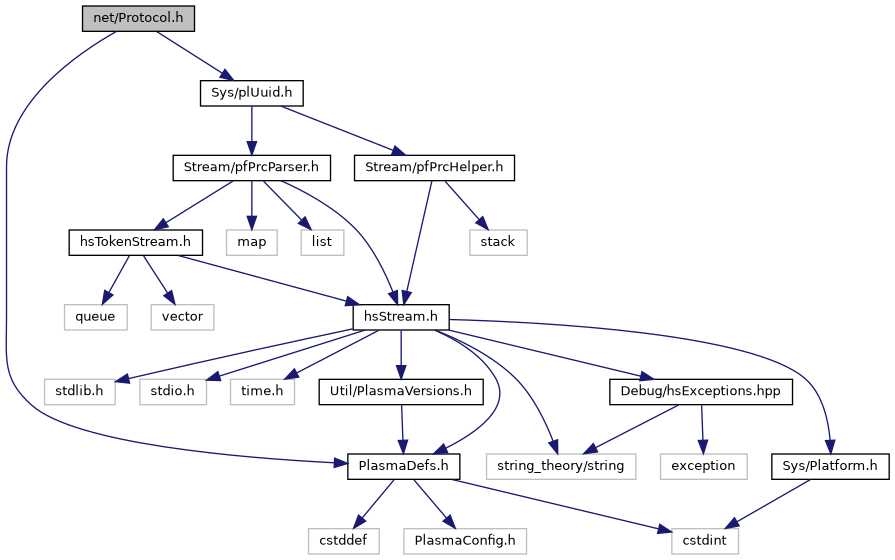 net/Protocol.h
Sys/plUuid.h
Stream/pfPrcParser.h
Stream/pfPrcHelper.h
hsTokenStream.h
map
list
stack
queue
vector
hsStream.h
stdlib.h
stdio.h
time.h
Util/PlasmaVersions.h
Debug/hsExceptions.hpp
PlasmaDefs.h
string_theory/string
exception
Sys/Platform.h
cstddef
PlasmaConfig.h
cstdint